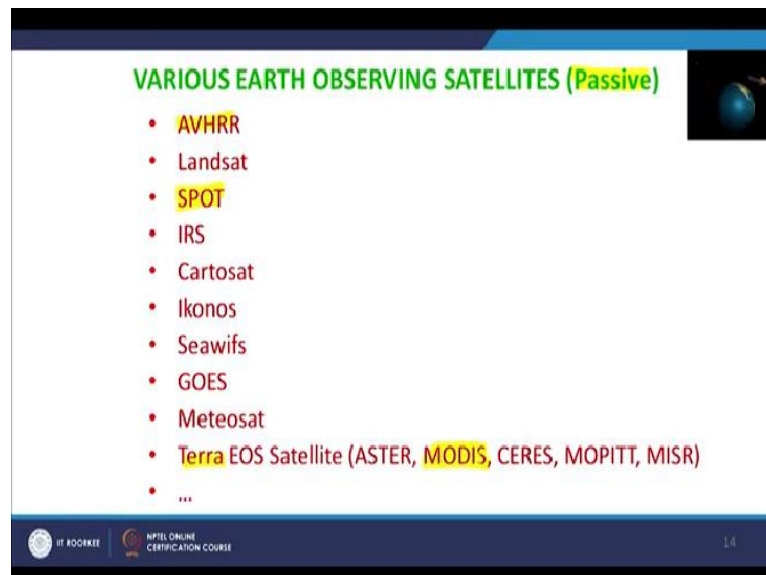 VARIOUS EARTH OBSERVING SATELLITES (Passive)
• AVHRR
• Landsat
• SPOT
• IRS
• Cartosat
• Ikonos
• Seawifs
• GOES
• Meteosat
• Terra EOS Satellite (ASTER, MODIS, CERES, MOPITT, MISR)
• ...
IIT ROORKEE
NPTEL ONLINE
CERTIFICATION COURSE
14